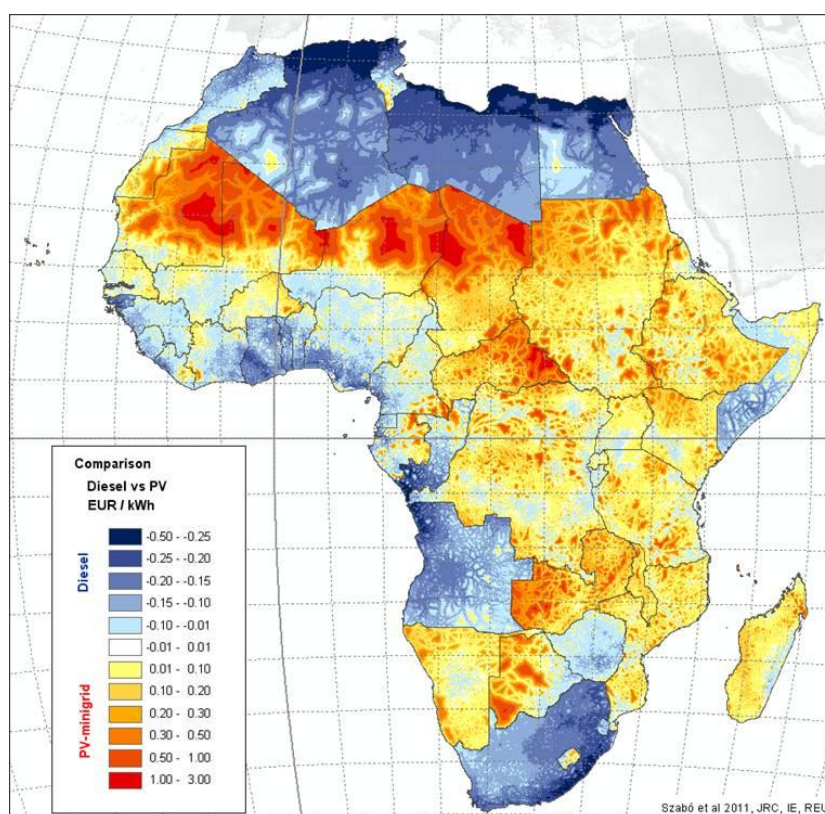 Comparison
Diesel vs PV
EUR / kWh
Diesel
-0.50 - -0.25
-0.25 - -0.20
-0.20 - -0.15
-0.15 - -0.10
-0.10 - -0.01
-0.01 - 0.01
PV-minigrid
0.01 - 0.10
0.10 - 0.20
0.20 - 0.30
0.30 - 0.50
0.50 - 1.00
1.00 - 3.00
Szabó et al 2011, JRC, IE, REU